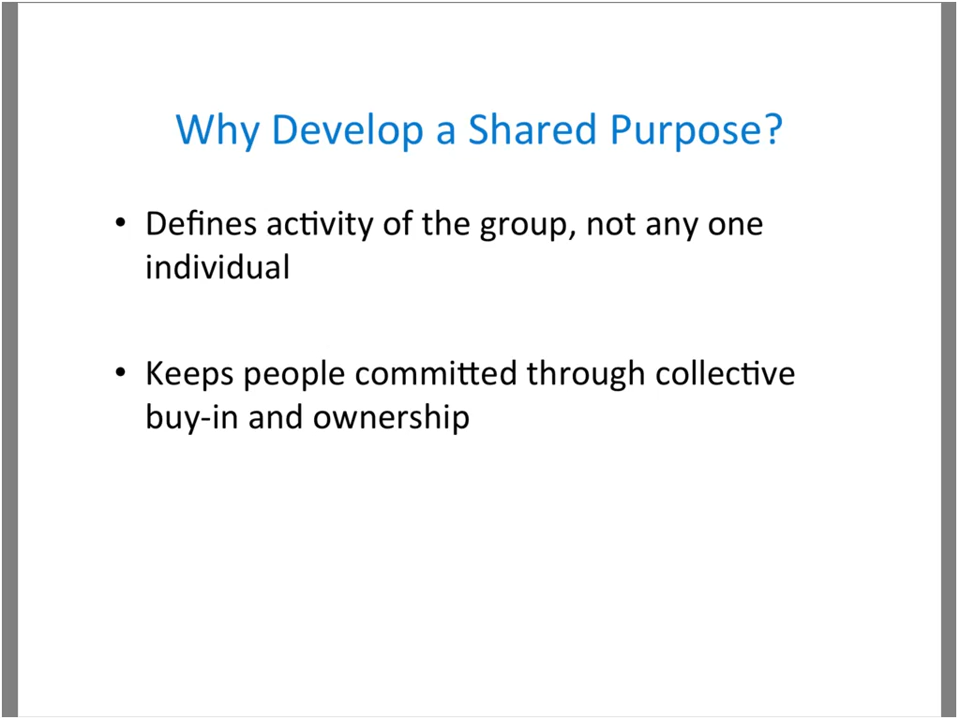 Why Develop a Shared Purpose?
• Defines activity of the group, not any one
individual
• Keeps people committed through collective
buy-in and ownership